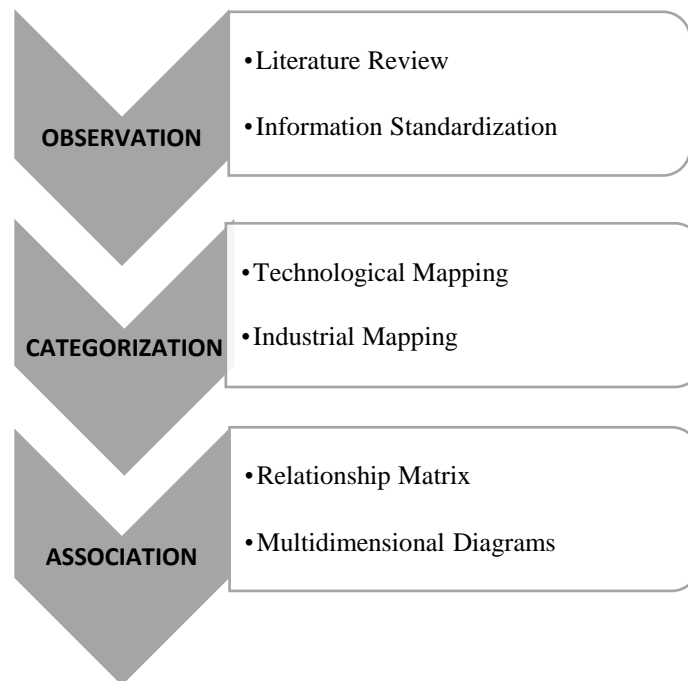 •Literature Review
OBSERVATION
•Information Standardization
•Technological Mapping
CATEGORIZATION
•Industrial Mapping
•Relationship Matrix
ASSOCIATION
•Multidimensional Diagrams